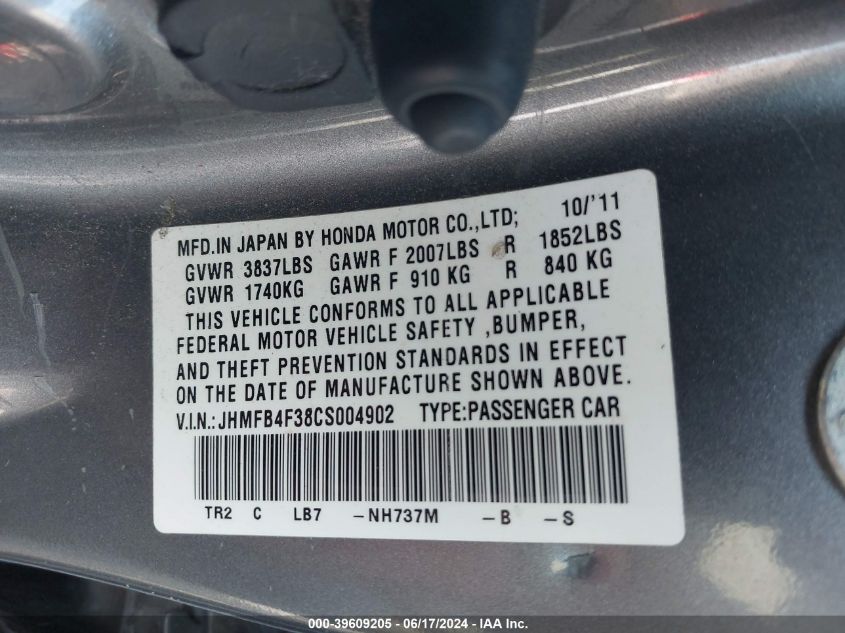 MFD.IN JAPAN BY HONDA MOTOR CO.,LTD; 10/'11
GVWR 3837LBS GAWR F 2007LBS R 1852LBS
GVWR 1740KG GAWR F 910 KG R 840 KG
THIS VEHICLE CONFORMS TO ALL APPLICABLE
FEDERAL MOTOR VEHICLE SAFETY ,BUMPER,
AND THEFT PREVENTION STANDARDS IN EFFECT
ON THE DATE OF MANUFACTURE SHOWN ABOVE.
V.I.N.: JHMFB4F38CS004902 TYPE:PASSENGER CAR
TR2 C LB7 -NH737M -B -S
000-39609205 - 06/17/2024 - IAA Inc.